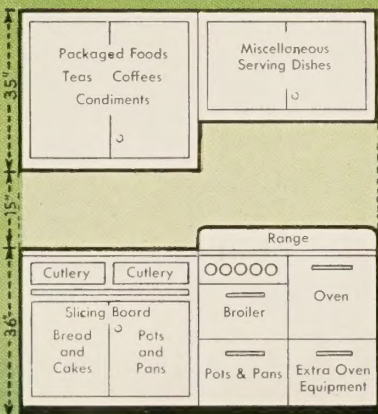 35"
Packaged Foods
Teas Coffees
Condiments
Miscellaneous
Serving Dishes
15"
36"
Range
Cutlery Cutlery
Slicing Board
Bread
and
Cakes
Pots
and
Pans
Broiler
Oven
Pots & Pans
Extra Oven
Equipment